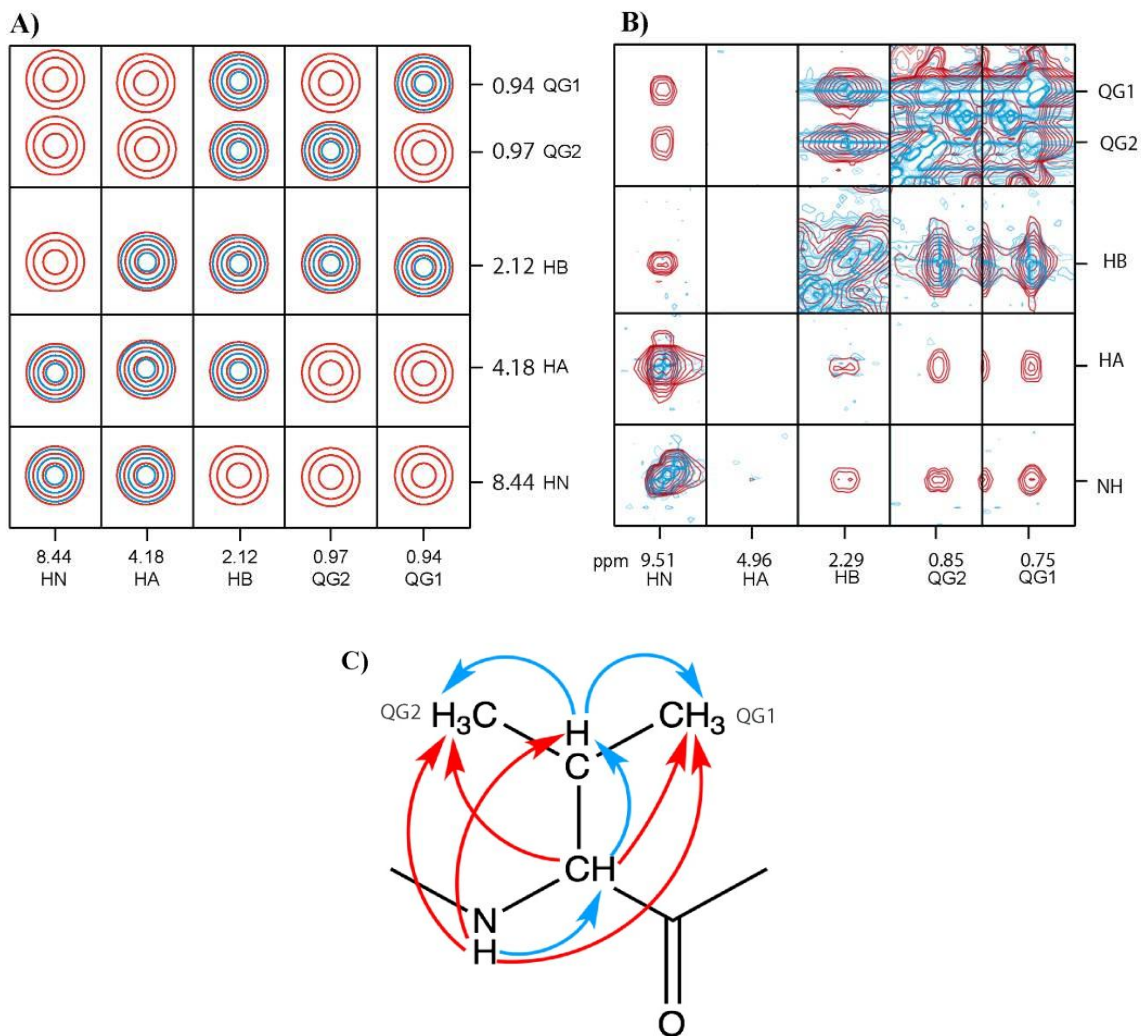 A)
0.94 QG1
0.97 QG2
2.12 HB
4.18 HA
8.44 HN
8.44 4.18 2.12 0.97 0.94
HN HA HB QG2 QG1
B)
QG1
QG2
HB
HA
NH
ppm 9.51 4.96 2.29 0.85 0.75
HN HA HB QG2 QG1
C)
QG2 H₃C H CH₃ QG1
C
CH
N
H
O